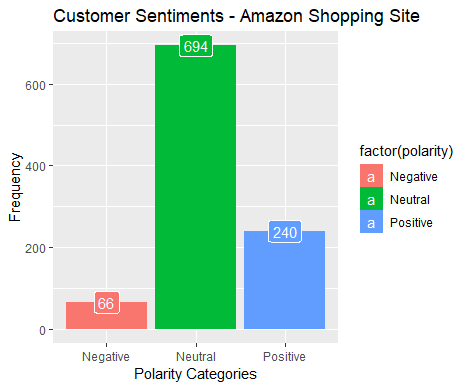 Customer Sentiments - Amazon Shopping Site
Frequency
600
400
200
0
694
240
66
Negative Neutral Positive
Polarity Categories
factor(polarity)
a Negative
a Neutral
a Positive